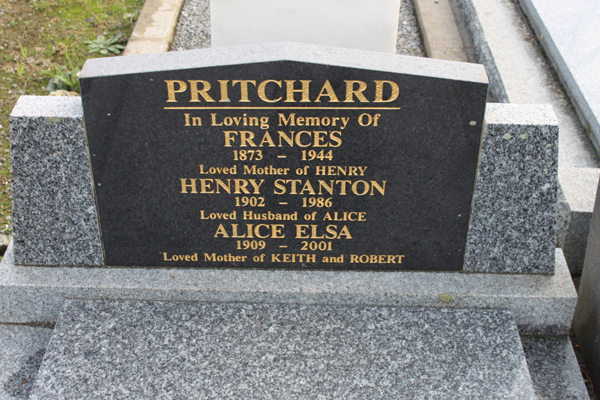 PRITCHARD
In Loving Memory Of
FRANCES
1873 - 1944
Loved Mother of HENRY
HENRY STANTON
1902 - 1986
Loved Husband of ALICE
ALICE ELSA
1909 - 2001
Loved Mother of KEITH and ROBERT